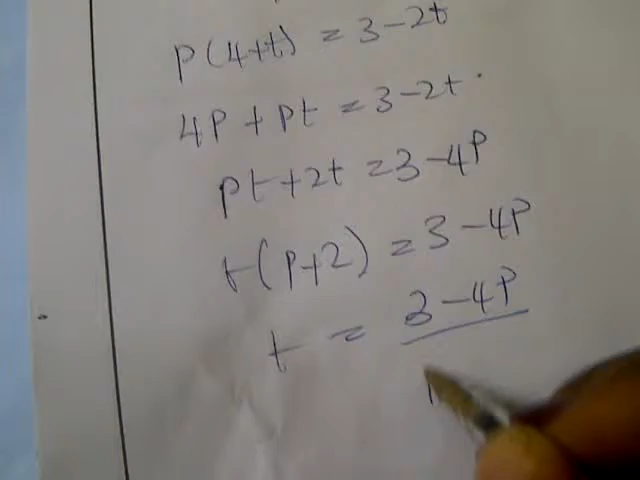 p(4+t) = 3-2t
4P + pt = 3-2t.
pt+2t = 3-4P
t(p+2) = 3-4P
t = 3-4P